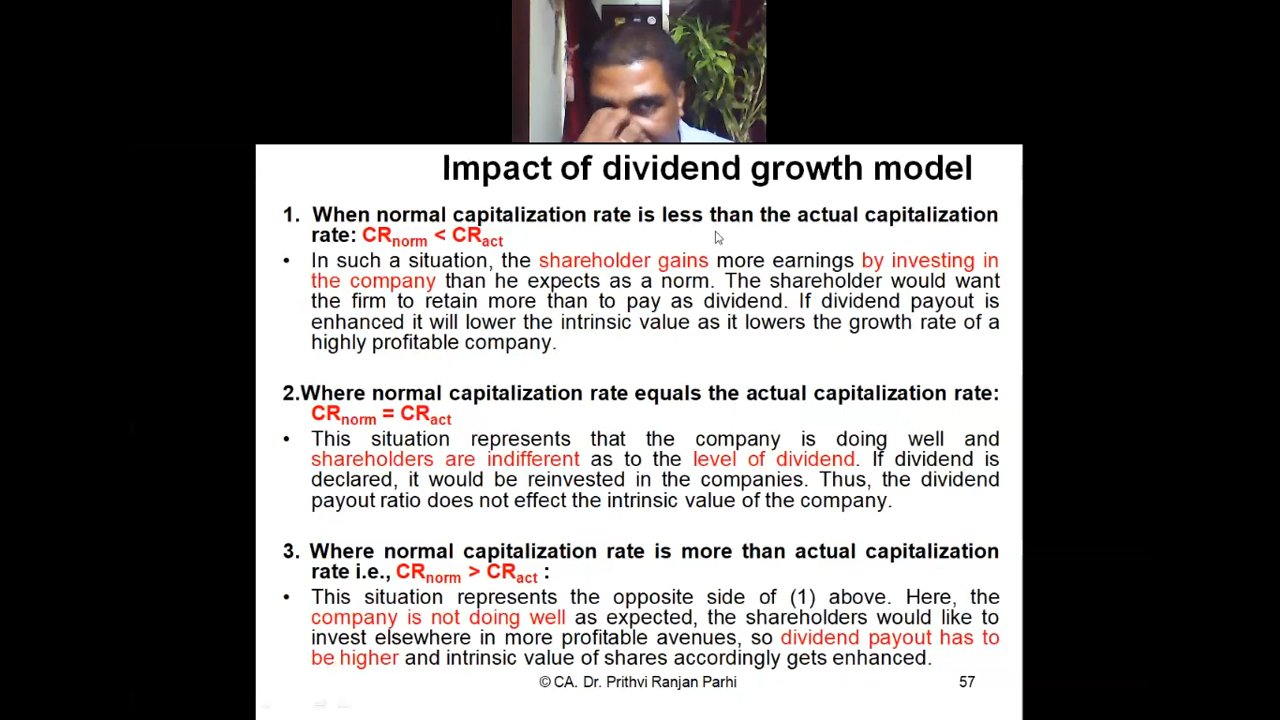 Impact of dividend growth model
1. When normal capitalization rate is less than the actual capitalization
rate: CRnorm < CRact
• In such a situation, the shareholder gains more earnings by investing in
the company than he expects as a norm. The shareholder would want
the firm to retain more than to pay as dividend. If dividend payout is
enhanced it will lower the intrinsic value as it lowers the growth rate of a
highly profitable company.
2.Where normal capitalization rate equals the actual capitalization rate:
CRnorm = CRact
• This situation represents that the company is doing well and
shareholders are indifferent as to the level of dividend. If dividend is
declared, it would be reinvested in the companies. Thus, the dividend
payout ratio does not effect the intrinsic value of the company.
3. Where normal capitalization rate is more than actual capitalization
rate i.e., CRnorm > CRact :
• This situation represents the opposite side of (1) above. Here, the
company is not doing well as expected, the shareholders would like to
invest elsewhere in more profitable avenues, so dividend payout has to
be higher and intrinsic value of shares accordingly gets enhanced.
© CA. Dr. Prithvi Ranjan Parhi 57